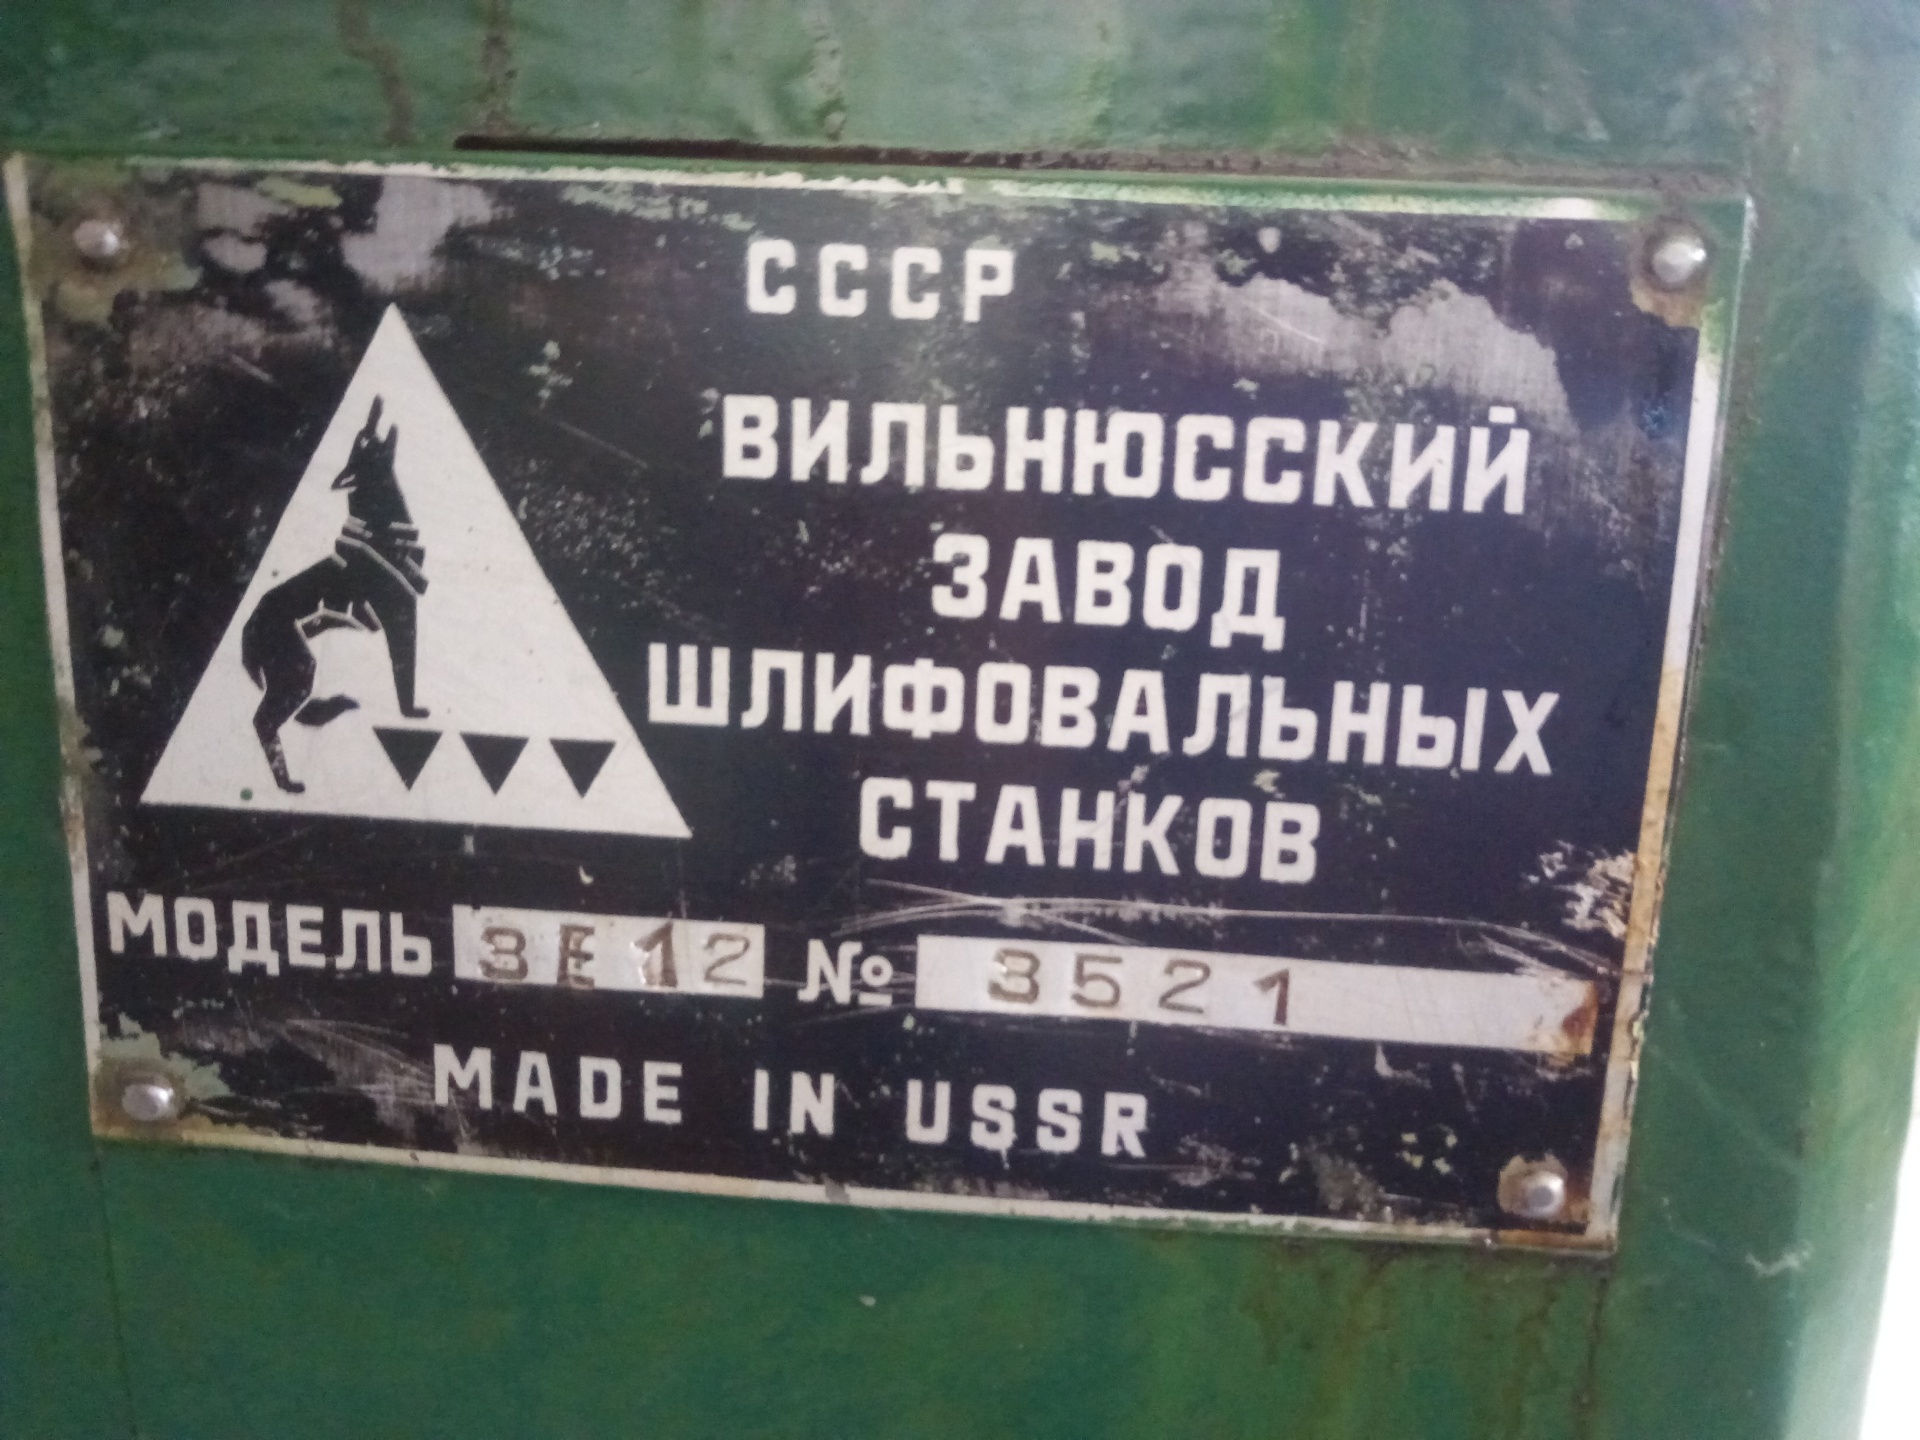 СССР
ВИЛЬНЮССКИЙ
ЗАВОД
ШЛИФОВАЛЬНЫХ
СТАНКОВ
МОДЕЛЬ 3Е12 № 3521
MADE IN USSR